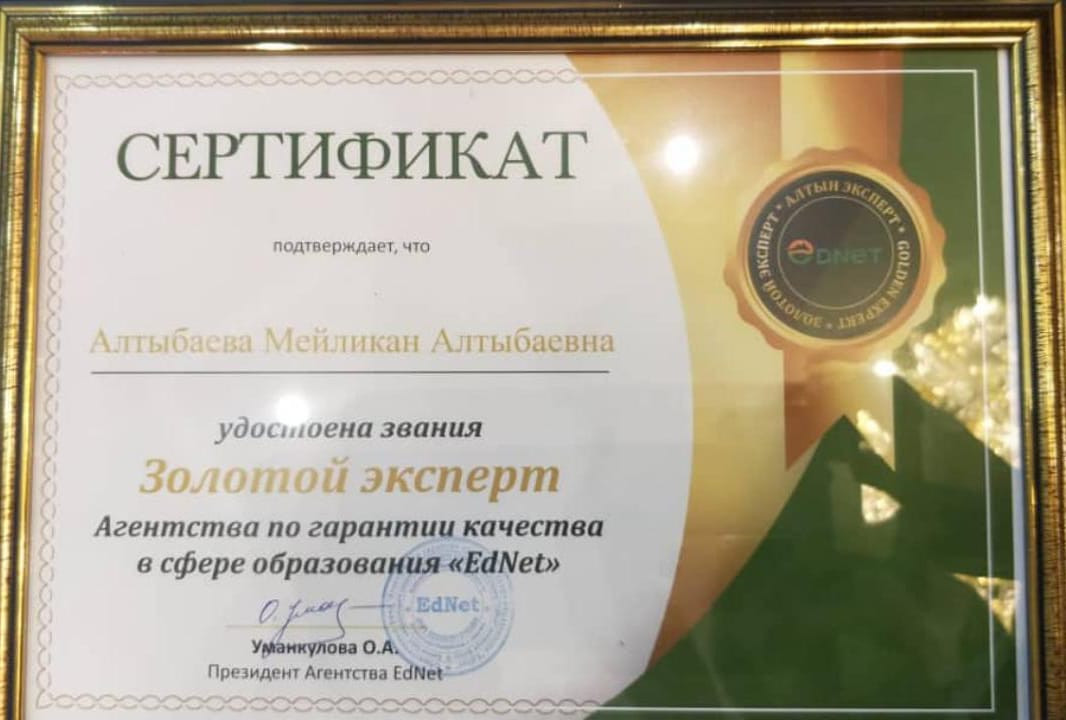 СЕРТИФИКАТ
подтверждает, что
Алтыбаева Мейликан Алтыбаевна
удостоена звания
Золотой эксперт
Агентства по гарантии качества
в сфере образования «EdNet»
EdNet
Уманкулова О.А.
Президент Агентства EdNet
АЛТЫН ЭКСПЕРТ * GOLDEN EXPERT * ЗОЛОТОЙ ЭКСПЕРТ *
EDNET